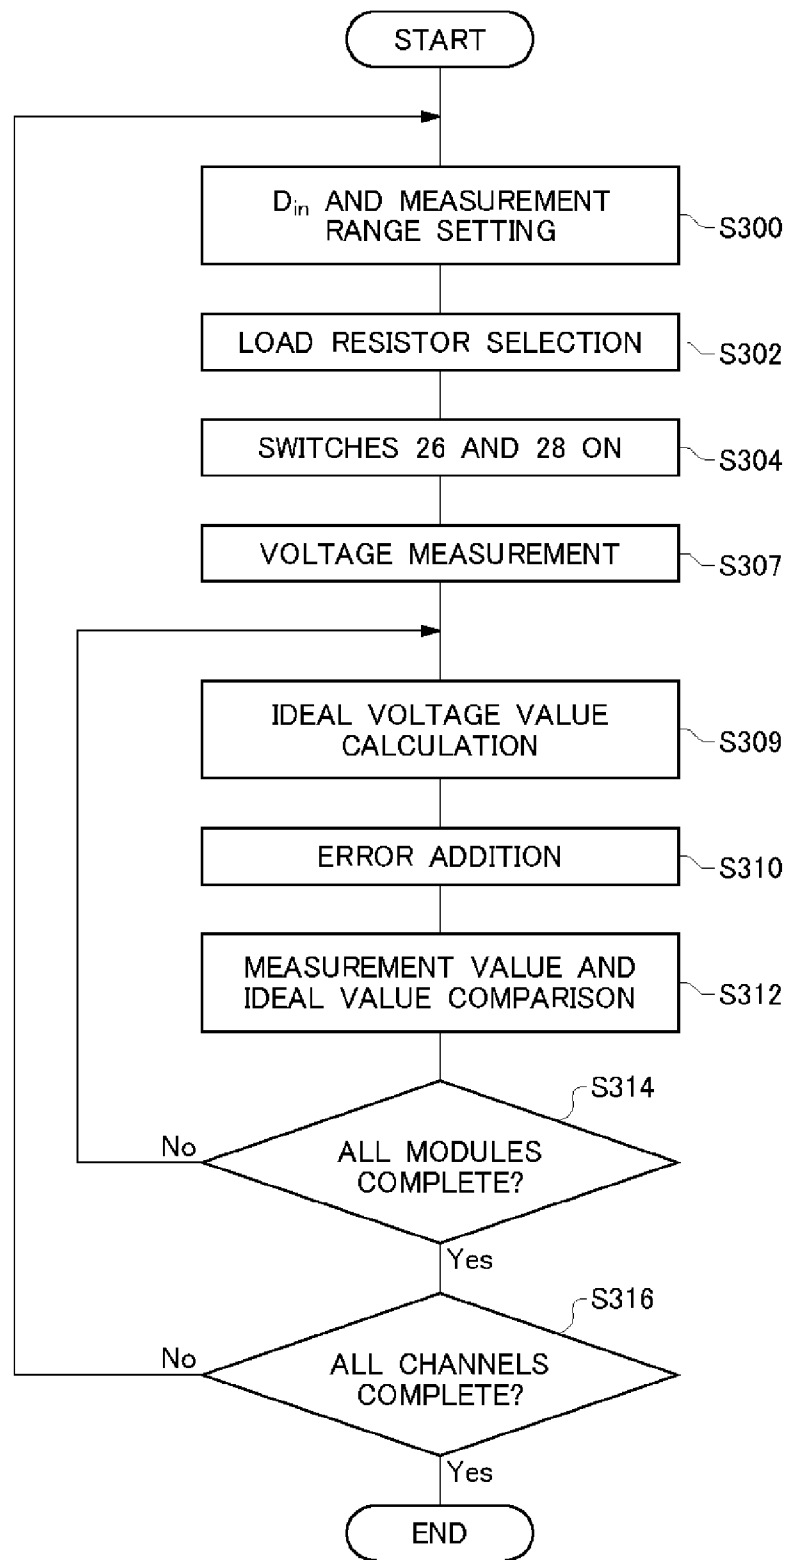 START
Din AND MEASUREMENT
RANGE SETTING
S300
LOAD RESISTOR SELECTION
S302
SWITCHES 26 AND 28 ON
S304
VOLTAGE MEASUREMENT
S307
IDEAL VOLTAGE VALUE
CALCULATION
S309
ERROR ADDITION
S310
MEASUREMENT VALUE AND
IDEAL VALUE COMPARISON
S312
S314
No
ALL MODULES
COMPLETE?
Yes
S316
No
ALL CHANNELS
COMPLETE?
Yes
END